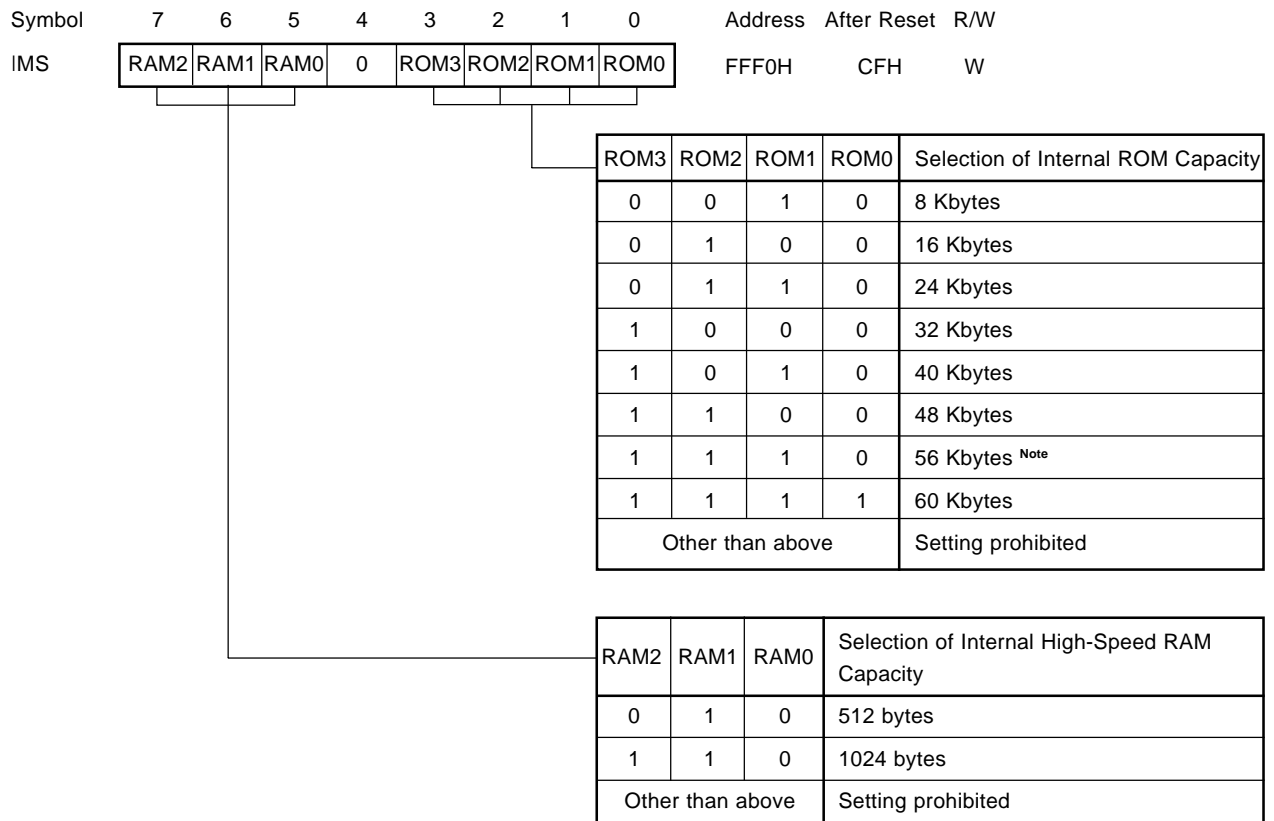 Symbol 7 6 5 4 3 2 1 0 Address After Reset R/W
IMS RAM2 RAM1 RAM0 0 ROM3 ROM2 ROM1 ROM0 FFF0H CFH W
ROM3 ROM2 ROM1 ROM0 Selection of Internal ROM Capacity
0 0 1 0 8 Kbytes
0 1 0 0 16 Kbytes
0 1 1 0 24 Kbytes
1 0 0 0 32 Kbytes
1 0 1 0 40 Kbytes
1 1 0 0 48 Kbytes
1 1 1 0 56 Kbytes Note
1 1 1 1 60 Kbytes
Other than above Setting prohibited
RAM2 RAM1 RAM0 Selection of Internal High-Speed RAM
Capacity
0 1 0 512 bytes
1 1 0 1024 bytes
Other than above Setting prohibited